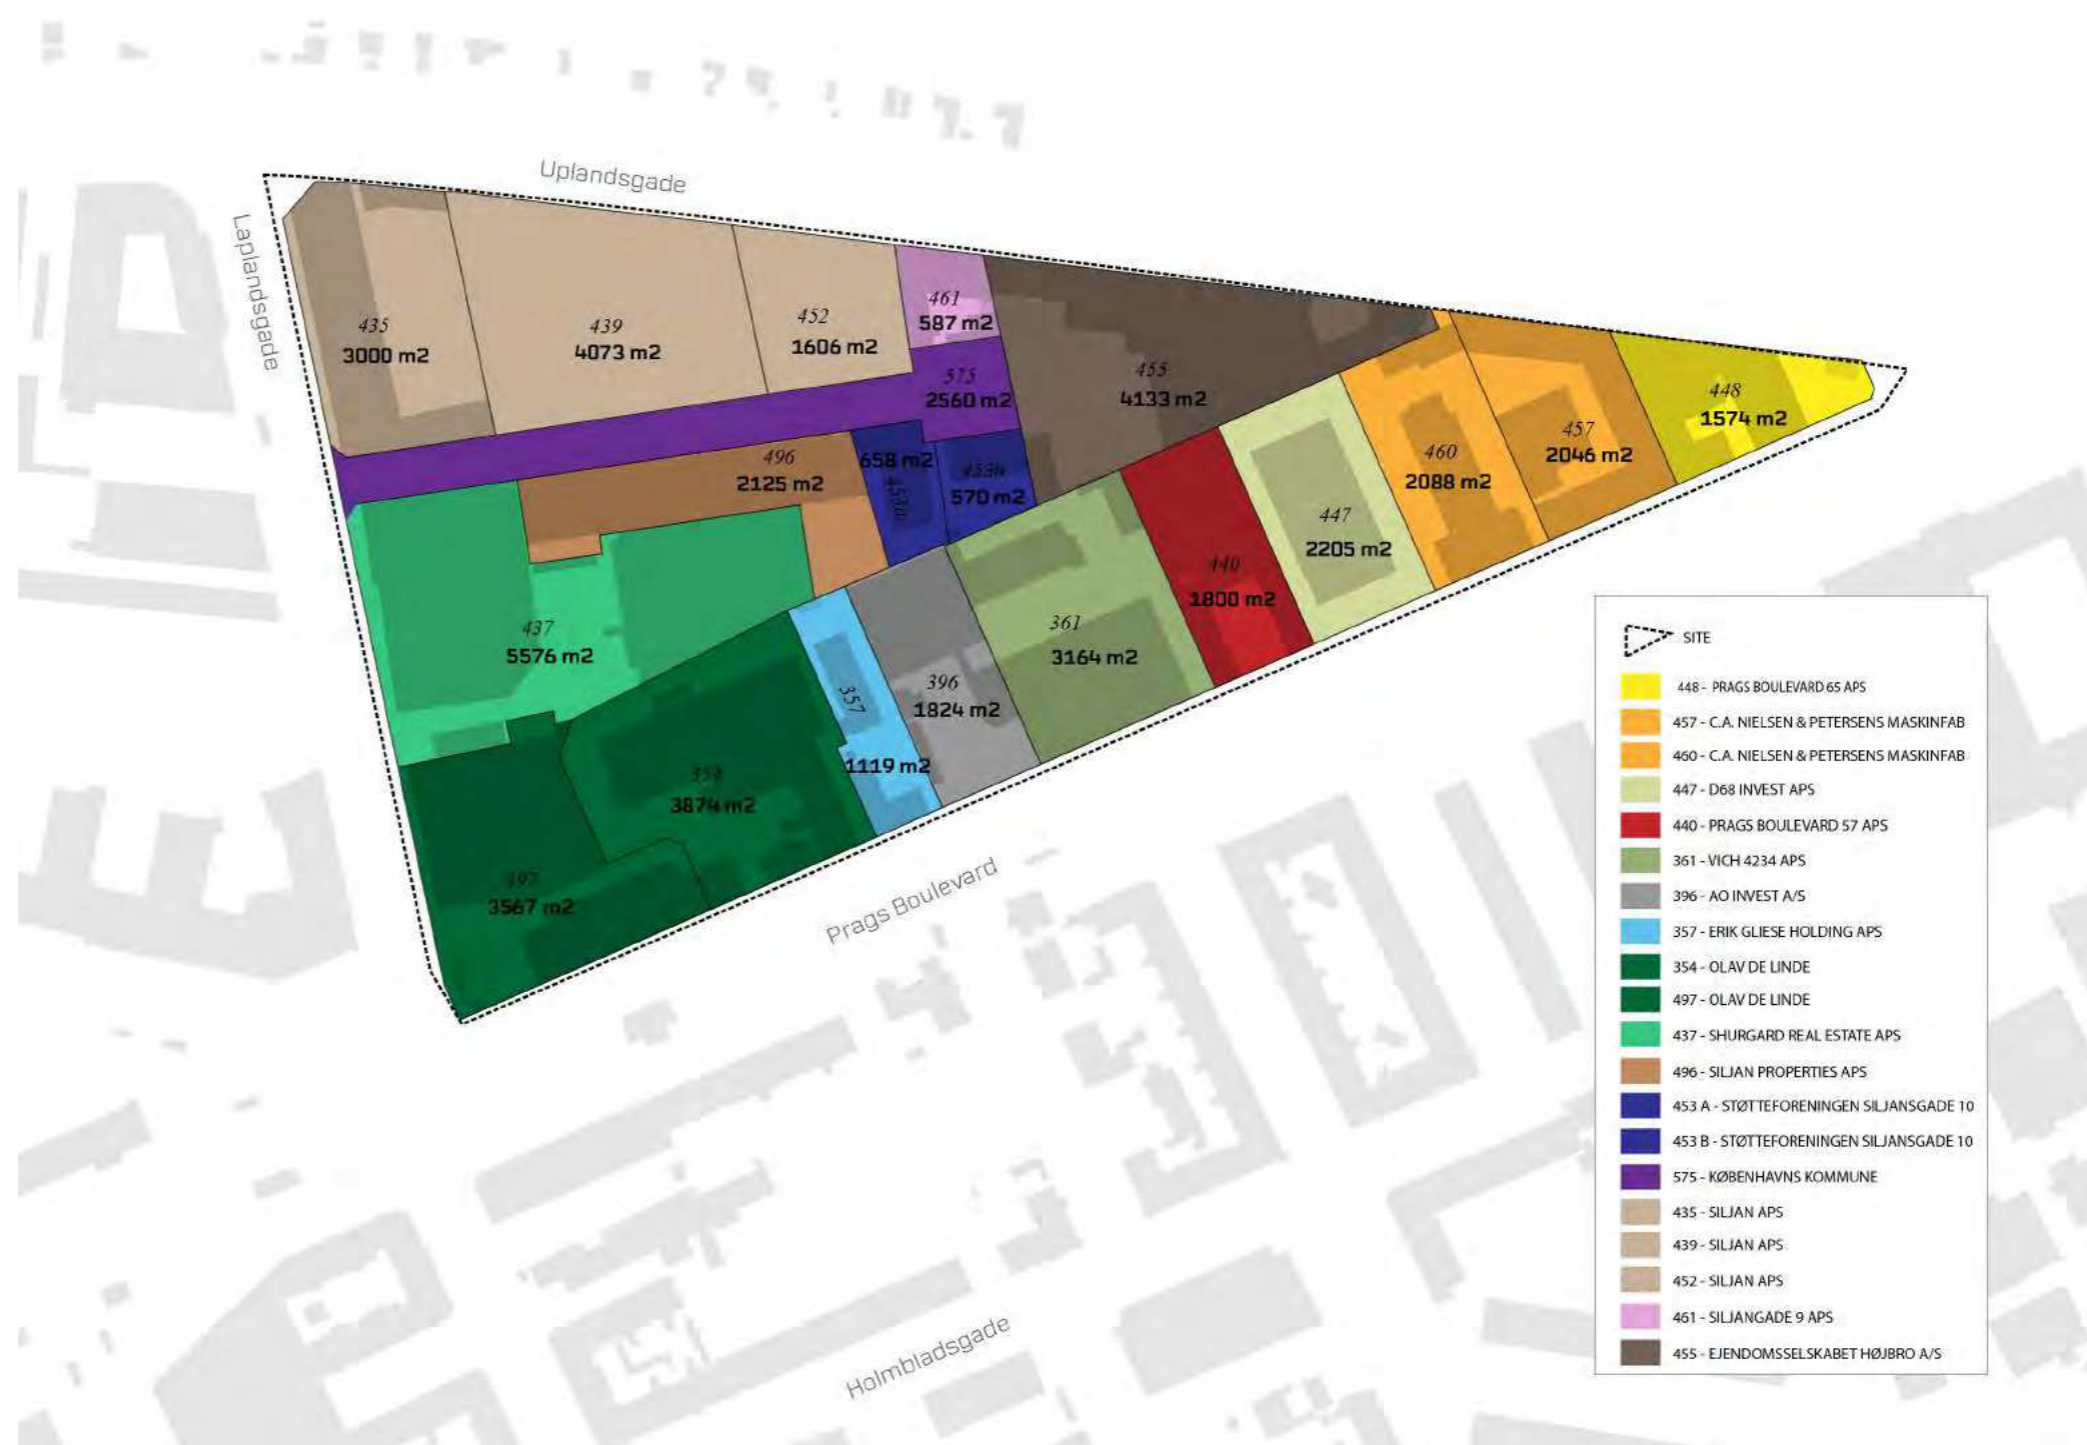 Uplandsgade
Laplandsgade
435
3000 m2
439
4073 m2
452
1606 m2
461
587 m2
575
2560 m2
455
4133 m2
448
1574 m2
457
2046 m2
460
2088 m2
447
2205 m2
440
1800 m2
361
3164 m2
396
1824 m2
357
1119 m2
496
2125 m2
658 m2
570 m2
437
5576 m2
354
3874 m2
497
3567 m2
Prags Boulevard
Holmbladsgade
SITE
448 - PRAGS BOULEVARD 65 APS
457 - C.A. NIELSEN & PETERSENS MASKINFAB
460 - C.A. NIELSEN & PETERSENS MASKINFAB
447 - D68 INVEST APS
440 - PRAGS BOULEVARD 57 APS
361 - VICH 4234 APS
396 - AO INVEST A/S
357 - ERIK GLIESE HOLDING APS
354 - OLAV DE LINDE
497 - OLAV DE LINDE
437 - SHURGARD REAL ESTATE APS
496 - SILJAN PROPERTIES APS
453 A - STØTTEFORENINGEN SILJANSGADE 10
453 B - STØTTEFORENINGEN SILJANSGADE 10
575 - KØBENHAVNS KOMMUNE
435 - SILJAN APS
439 - SILJAN APS
452 - SILJAN APS
461 - SILJANGADE 9 APS
455 - EJENDOMSSELSKABET HØJBRO A/S